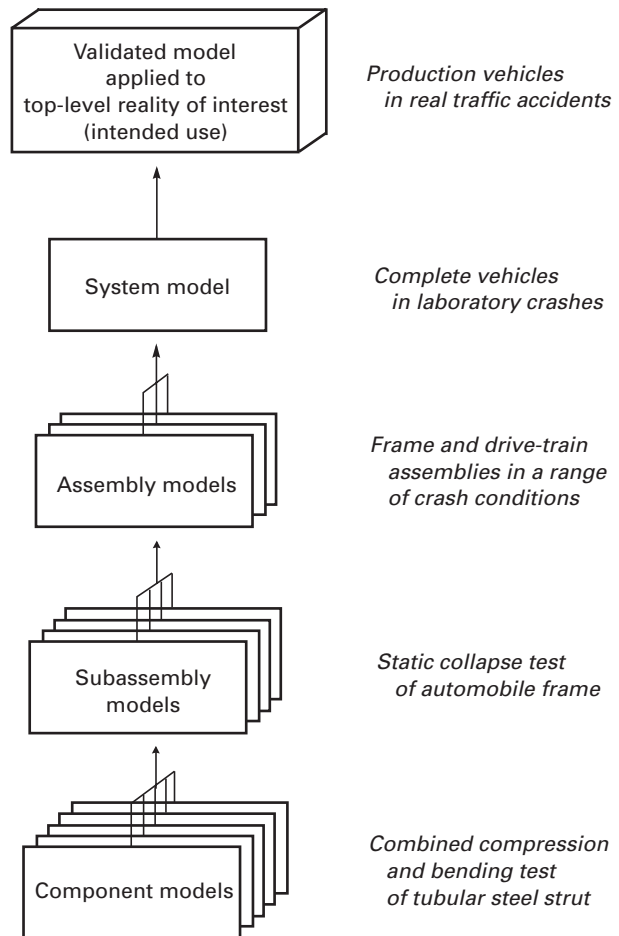 Validated model
applied to
top-level reality of interest
(intended use)
Production vehicles
in real traffic accidents
System model
Complete vehicles
in laboratory crashes
Assembly models
Frame and drive-train
assemblies in a range
of crash conditions
Subassembly
models
Static collapse test
of automobile frame
Component models
Combined compression
and bending test
of tubular steel strut